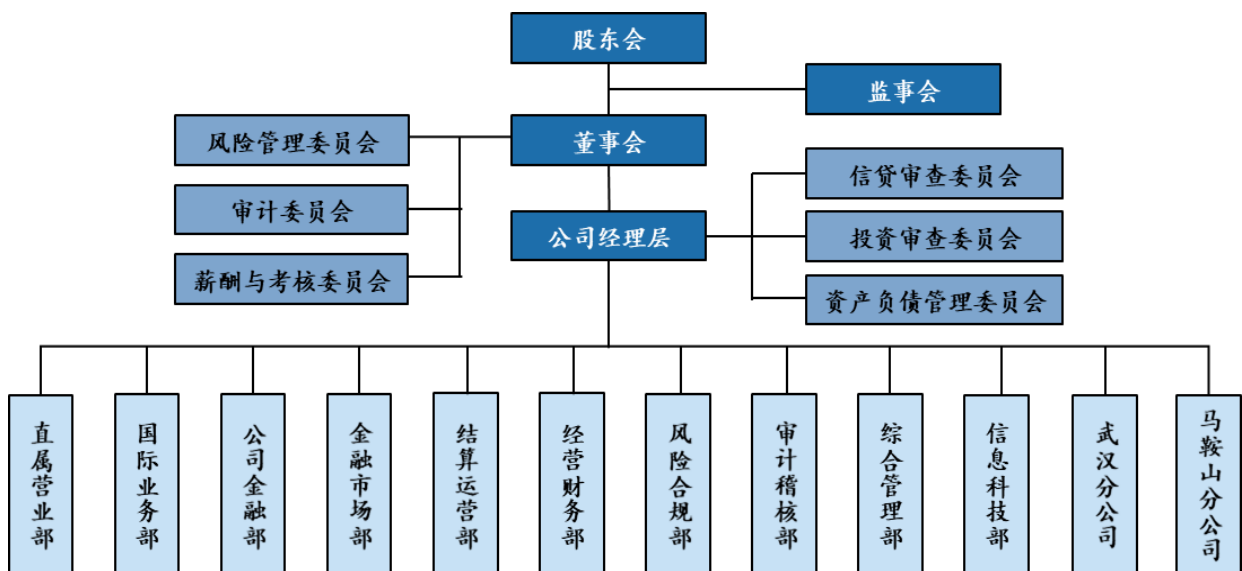 股东会
监事会
风险管理委员会
董事会
审计委员会
薪酬与考核委员会
公司经理层
信贷审查委员会
投资审查委员会
资产负债管理委员会
直属营业部
国际业务部
公司金融部
金融市场部
结算运营部
经营财务部
风险合规部
审计稽核部
综合管理部
信息科技部
武汉分公司
马鞍山分公司